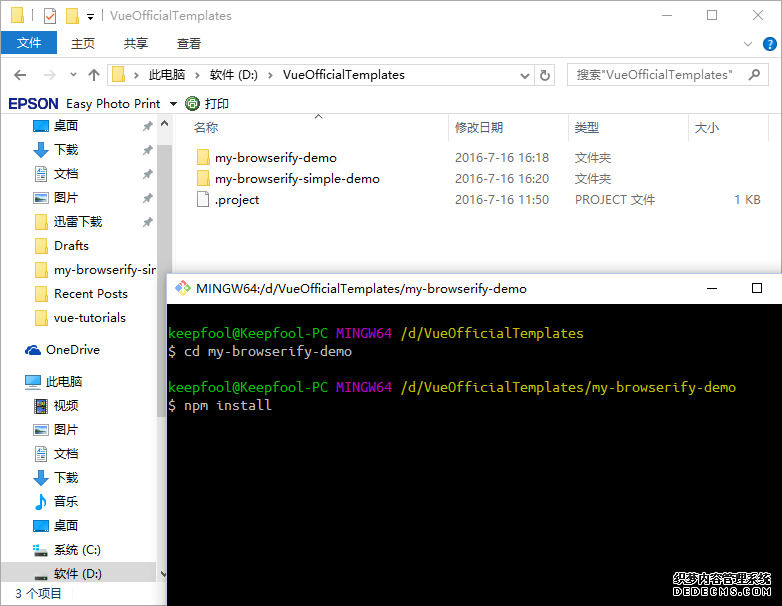 VueOfficialTemplates
文件 主页 共享 查看
此电脑 软件 (D:) VueOfficialTemplates
搜索"VueOfficialTemplates"
EPSON Easy Photo Print 打印
桌面
下载
文档
图片
迅雷下载
Drafts
my-browserify-sir
Recent Posts
vue-tutorials
OneDrive
此电脑
视频
图片
文档
下载
音乐
桌面
系统 (C:)
软件 (D:)
3 个项目
名称 修改日期 类型 大小
my-browserify-demo 2016-7-16 16:18 文件夹
my-browserify-simple-demo 2016-7-16 16:20 文件夹
.project 2016-7-16 11:50 PROJECT 文件 1 KB
MINGW64:/d/VueOfficialTemplates/my-browserify-demo
keepfool@Keepfool-PC MINGW64 /d/VueOfficialTemplates
$ cd my-browserify-demo
keepfool@Keepfool-PC MINGW64 /d/VueOfficialTemplates/my-browserify-demo
$ npm install
织梦内容管理系统
DEDECMS.COM